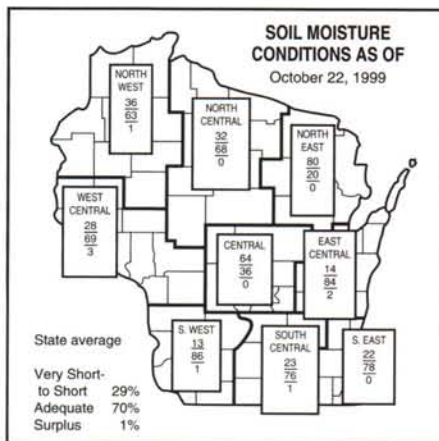 SOIL MOISTURE
CONDITIONS AS OF
October 22, 1999
NORTH
WEST
36
63
1
NORTH
CENTRAL
32
68
0
NORTH
EAST
80
20
0
WEST
CENTRAL
28
69
3
CENTRAL
64
36
0
EAST
CENTRAL
14
84
2
S. WEST
13
86
1
SOUTH
CENTRAL
23
76
1
S. EAST
22
78
0
State average
Very Short-
to Short 29%
Adequate 70%
Surplus 1%